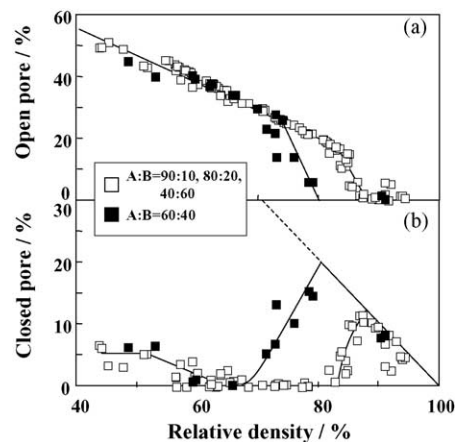 (a)
Open pore / %
60
40
20
0
A:B=90:10, 80:20,
40:60
A:B=60:40
(b)
Closed pore / %
30
20
10
0
40
60
80
100
Relative density / %